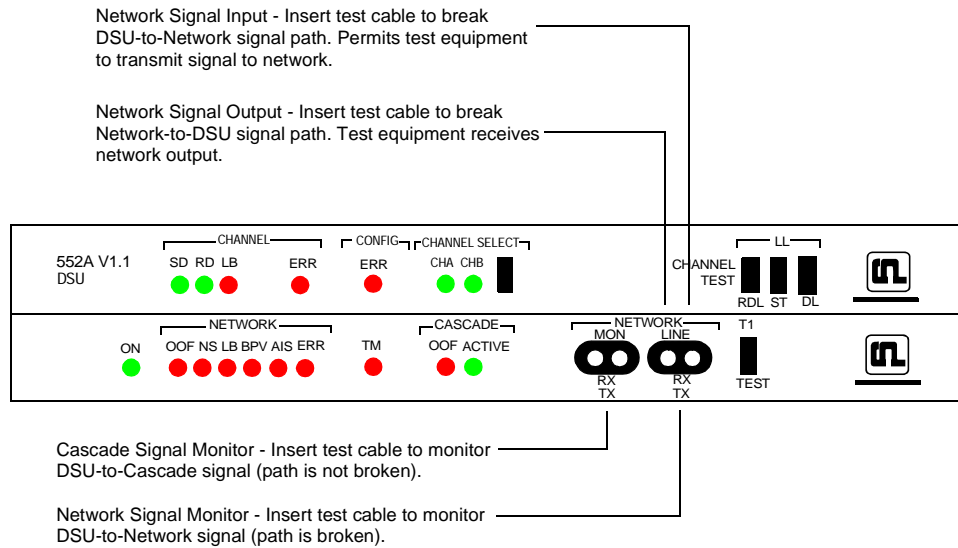 Network Signal Input - Insert test cable to break
DSU-to-Network signal path. Permits test equipment
to transmit signal to network.
Network Signal Output - Insert test cable to break
Network-to-DSU signal path. Test equipment receives
network output.
552A V1.1
DSU
CHANNEL
SD RD LB ERR
CONFIG
ERR
CHANNEL SELECT
CHA CHB
LL
CHANNEL
TEST
RDL ST DL
ON
NETWORK
OOF NS LB BPV AIS ERR
TM
CASCADE
OOF ACTIVE
NETWORK
MON LINE
RX RX
TX TX
T1
TEST
Cascade Signal Monitor - Insert test cable to monitor
DSU-to-Cascade signal (path is not broken).
Network Signal Monitor - Insert test cable to monitor
DSU-to-Network signal (path is broken).